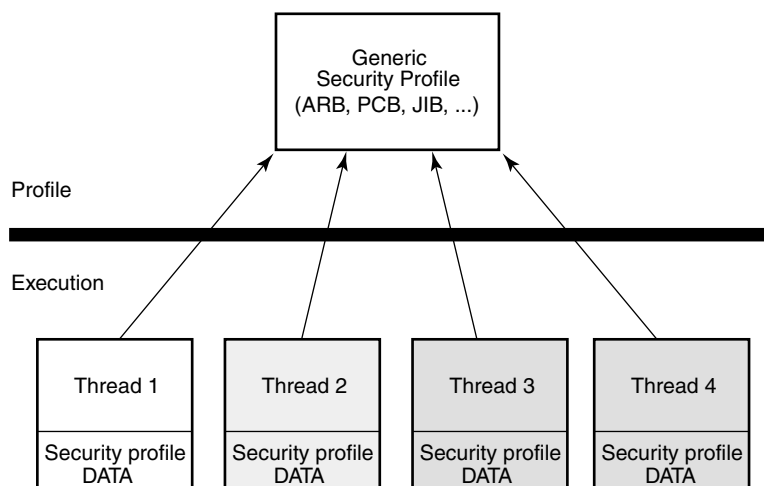 Generic
Security Profile
(ARB, PCB, JIB, ...)
Profile
Execution
Thread 1
Thread 2
Thread 3
Thread 4
Security profile
DATA
Security profile
DATA
Security profile
DATA
Security profile
DATA